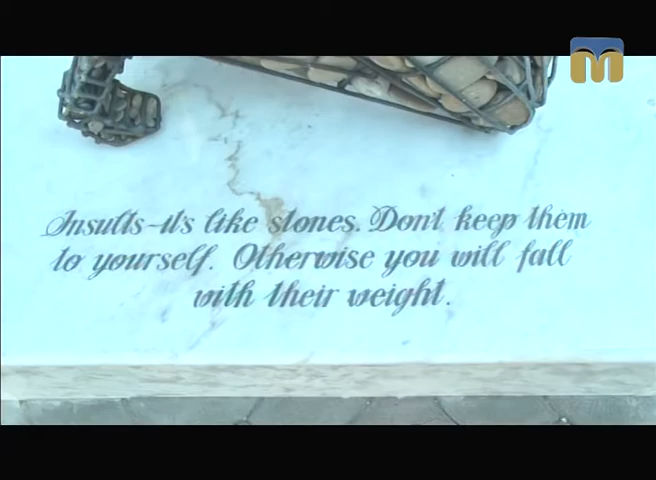 Insults-it's like stones. Don't keep them
to yourself. Otherwise you will fall
with their weight.
M